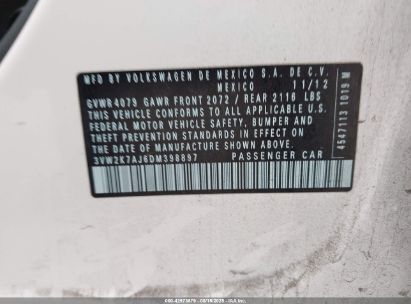 MFD BY VOLKSWAGEN DE MEXICO S.A. DE C.V.
MEXICO 11/12
GVWR 4079 GAWR FRONT 2072 / REAR 2116 LBS
THIS VEHICLE CONFORMS TO ALL APPLICABLE U.S.
FEDERAL MOTOR VEHICLE SAFETY, BUMPER AND
THEFT PREVENTION STANDARDS IN EFFECT ON THE
DATE OF MANUFACTURE SHOWN ABOVE.
3VW2K7AJ6DM398897 PASSENGER CAR
4547113 1019 M